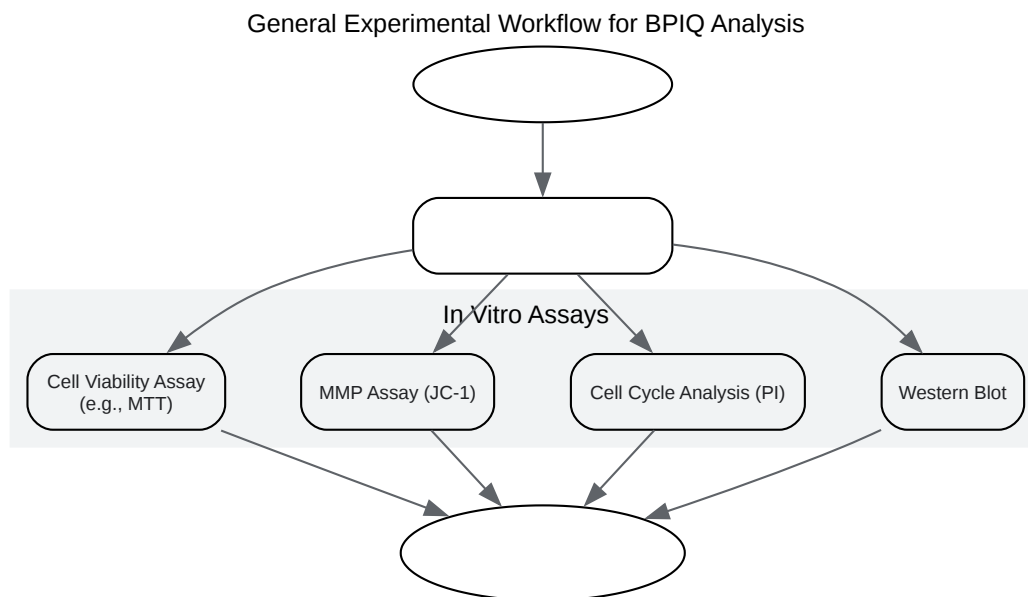 General Experimental Workflow for BPIQ Analysis
In Vitro Assays
Cell Viability Assay
(e.g., MTT)
MMP Assay (JC-1)
Cell Cycle Analysis (PI)
Western Blot